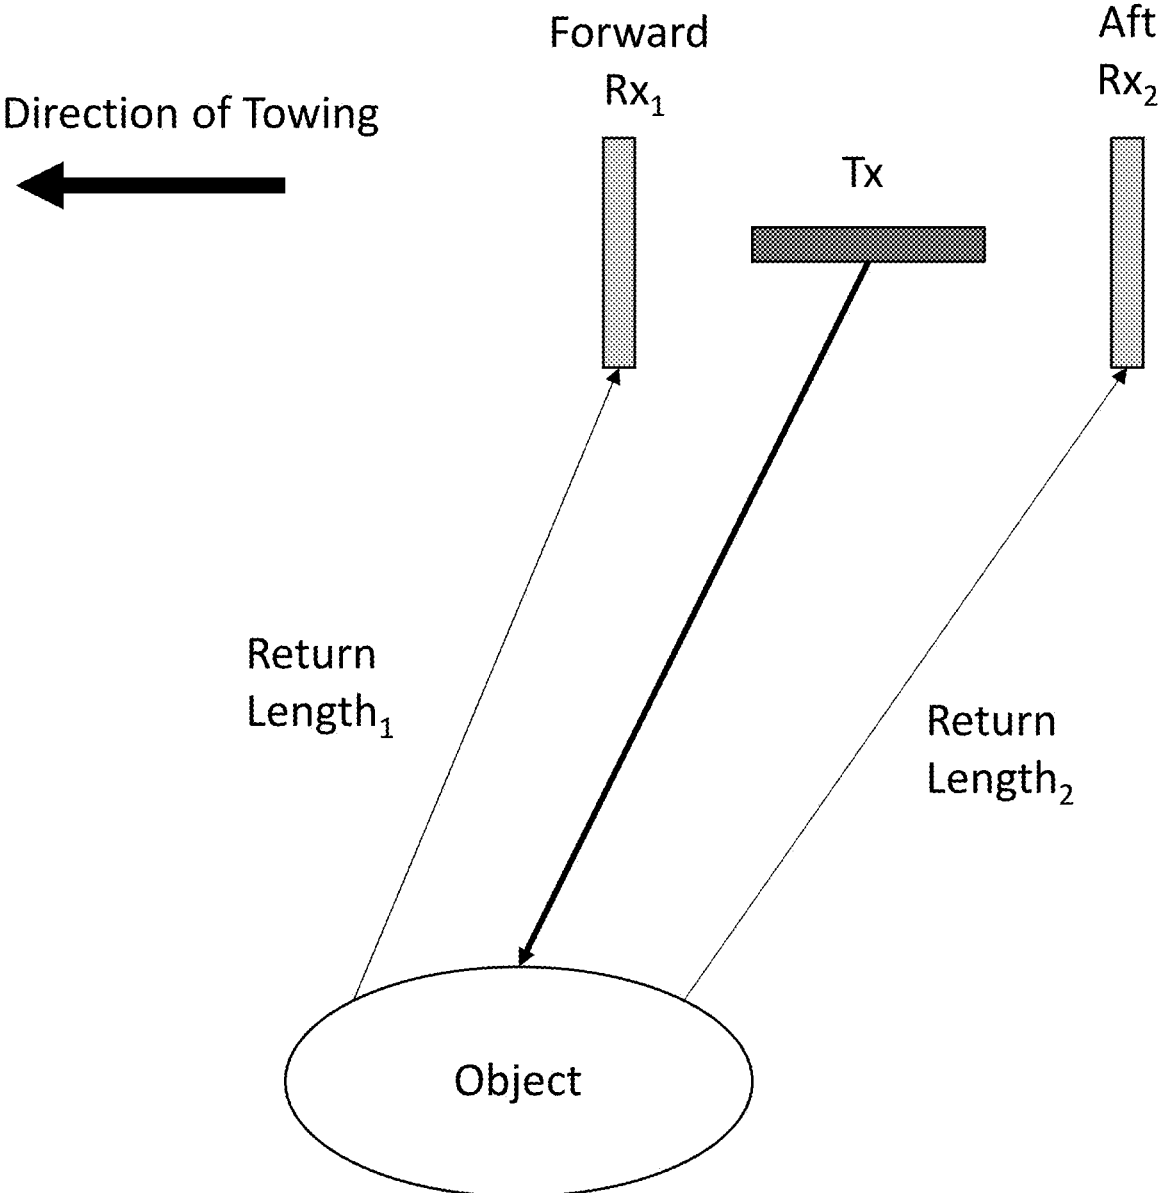 Forward
Rx₁
Aft
Rx₂
Direction of Towing
Tx
Return
Length₁
Return
Length₂
Object